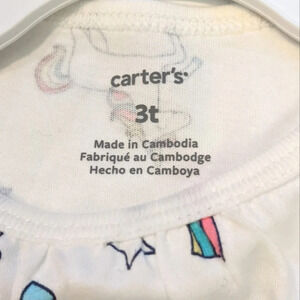 carter's
3t
Made in Cambodia
Fabriqué au Cambodge
Hecho en Camboya